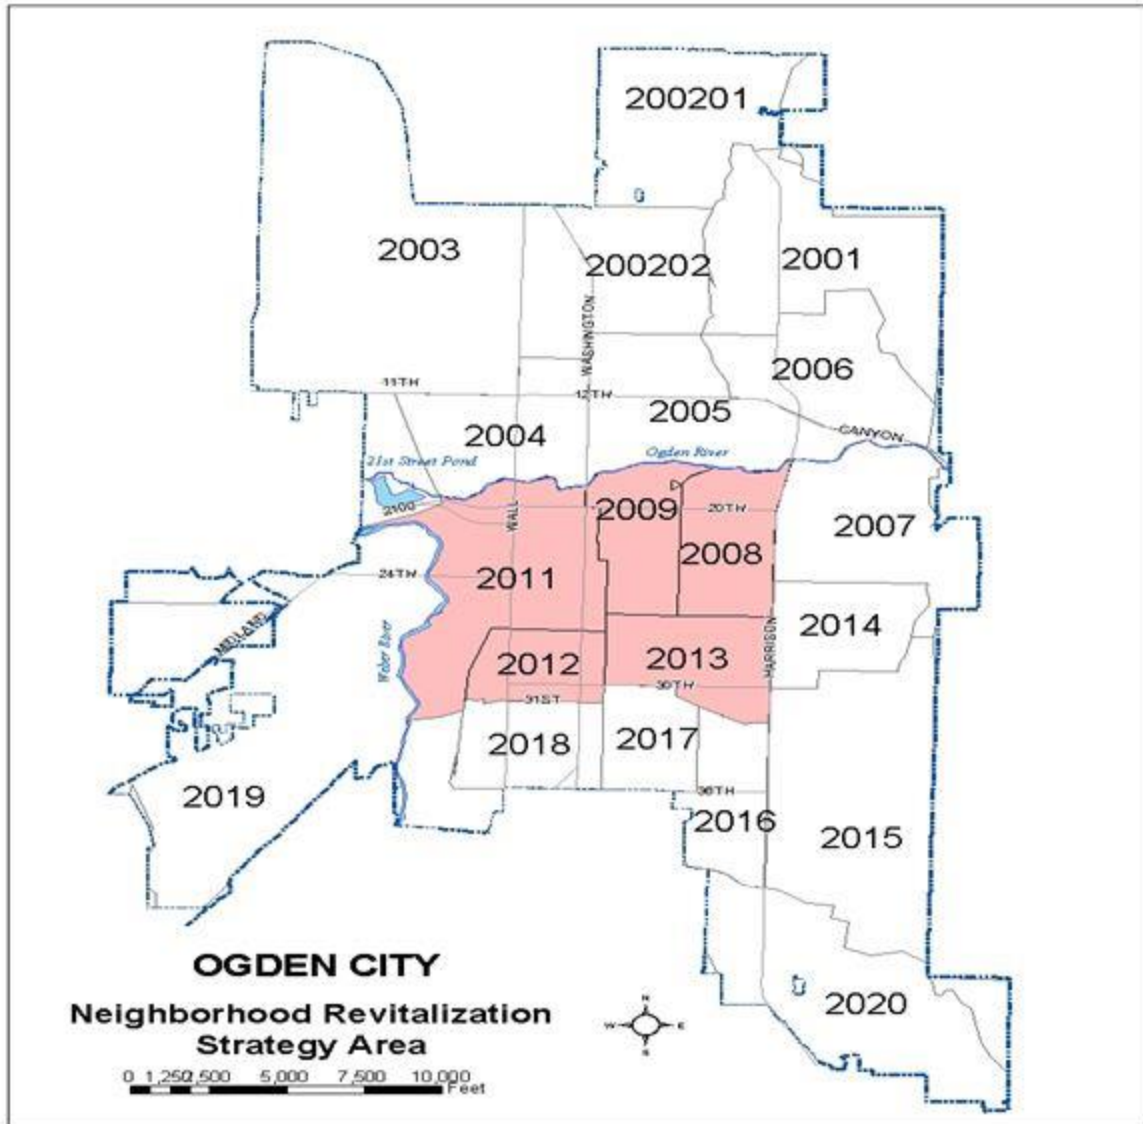 200201
2003
200202
2001
WASHINGTON
2006
11TH
12TH
2005
2004
CANYON
Ogden River
21st Street Pond
2100
WALL
2009
20TH
2007
2008
24TH
2011
MIDLAND
2014
HARRISON
Weber River
2012
2013
30TH
31ST
2018
2017
2019
36TH
2016
2015
OGDEN CITY
2020
Neighborhood Revitalization
Strategy Area
N
W E
S
0 1,250 2,500 5,000 7,500 10,000
Feet